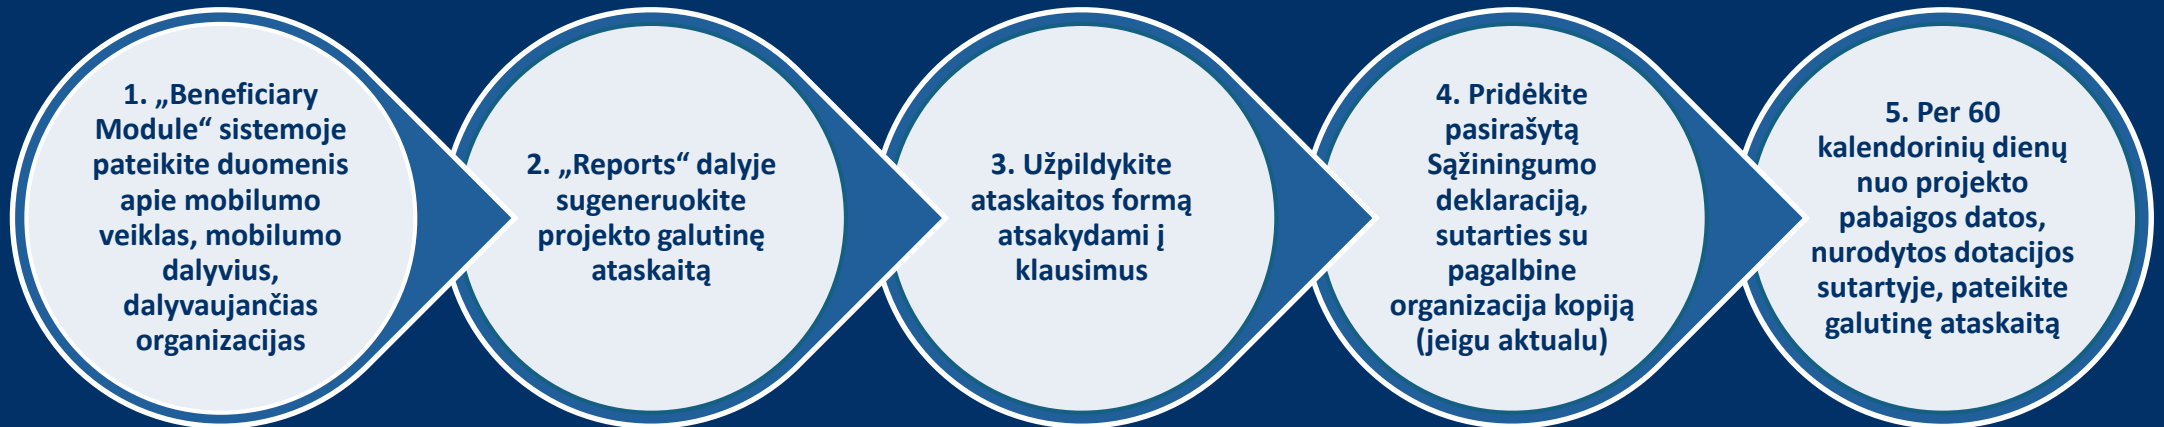 1. „Beneficiary
Module“ sistemoje
pateikite duomenis
apie mobilumo
veiklas, mobilumo
dalyvius,
dalyvaujančias
organizacijas
2. „Reports“ dalyje
sugeneruokite
projekto galutinę
ataskaitą
3. Užpildykite
ataskaitos formą
atsakydami į
klausimus
4. Pridėkite
pasirašytą
Sąžiningumo
deklaraciją,
sutarties su
pagalbine
organizacija kopiją
(jeigu aktualu)
5. Per 60
kalendorinių dienų
nuo projekto
pabaigos datos,
nurodytos dotacijos
sutartyje, pateikite
galutinę ataskaitą